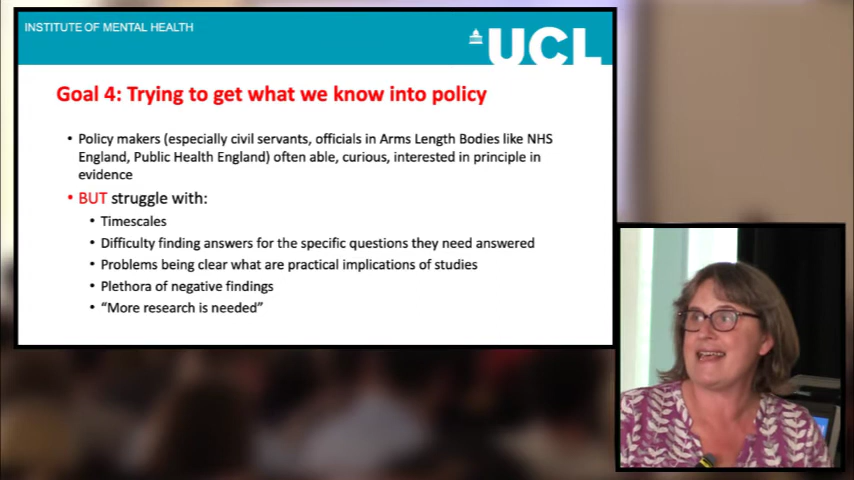 INSTITUTE OF MENTAL HEALTH
UCL
Goal 4: Trying to get what we know into policy
• Policy makers (especially civil servants, officials in Arms Length Bodies like NHS
England, Public Health England) often able, curious, interested in principle in
evidence
• BUT struggle with:
• Timescales
• Difficulty finding answers for the specific questions they need answered
• Problems being clear what are practical implications of studies
• Plethora of negative findings
• “More research is needed”